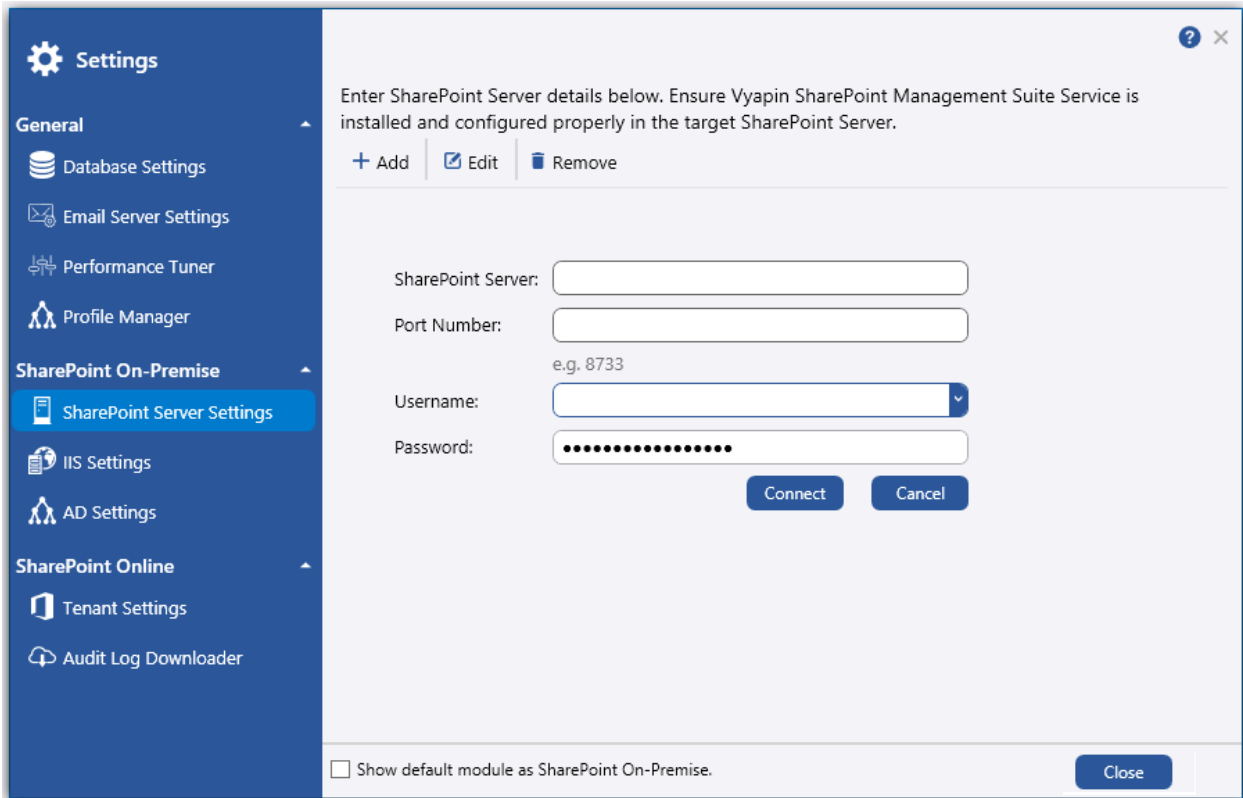 Settings
General
Database Settings
Email Server Settings
Performance Tuner
Profile Manager
SharePoint On-Premise
SharePoint Server Settings
IIS Settings
AD Settings
SharePoint Online
Tenant Settings
Audit Log Downloader
?
Enter SharePoint Server details below. Ensure Vyapin SharePoint Management Suite Service is
installed and configured properly in the target SharePoint Server.
+ Add Edit Remove
SharePoint Server:
Port Number:
e.g. 8733
Username:
Password: •••••••••••••••••
Connect Cancel
Show default module as SharePoint On-Premise.
Close